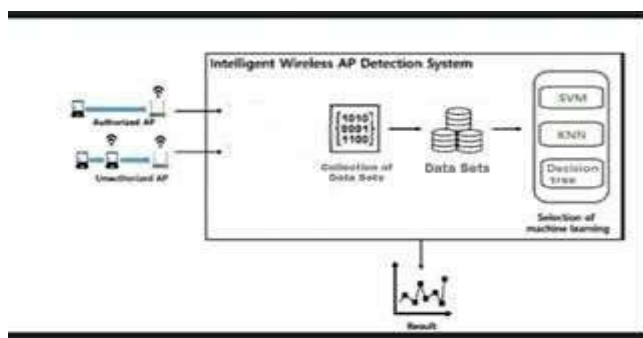 Intelligent Wireless AP Detection System
Authorized AP
Unauthorized AP
1010
0001
1100
Collection of
Data Sets
Data Sets
SVM
KNN
Decision
tree
Selection of
machine learning
Result